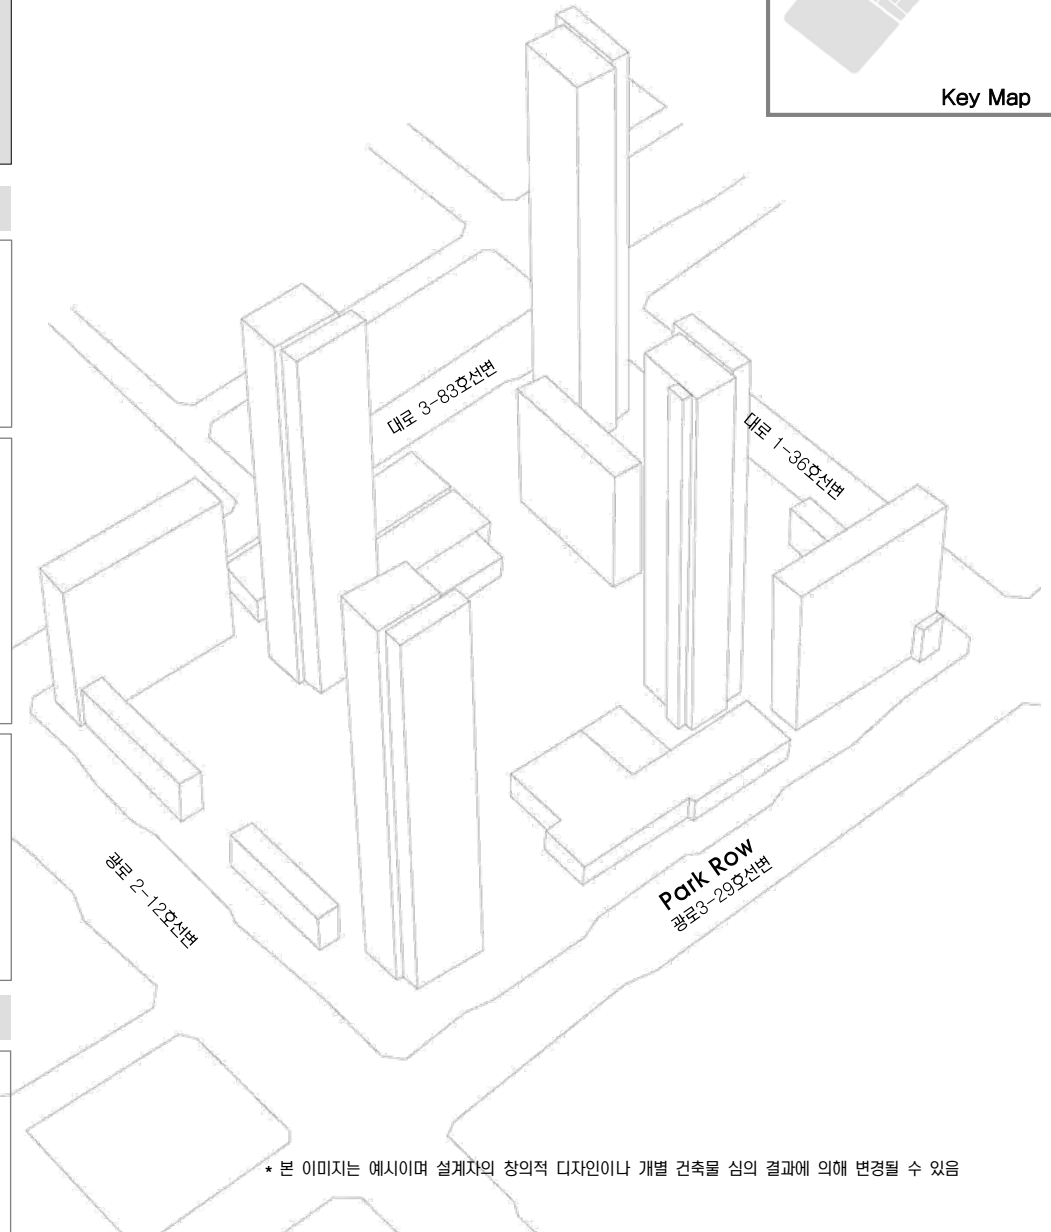 Key Map
대로 3-83호선변
대로 1-36호선변
광로 2-12호선변
Park Row
광로3-29호선변
* 본 이미지는 예시이며 설계자의 창의적 디자인이나 개별 건축물 심의 결과에 의해 변경될 수 있음